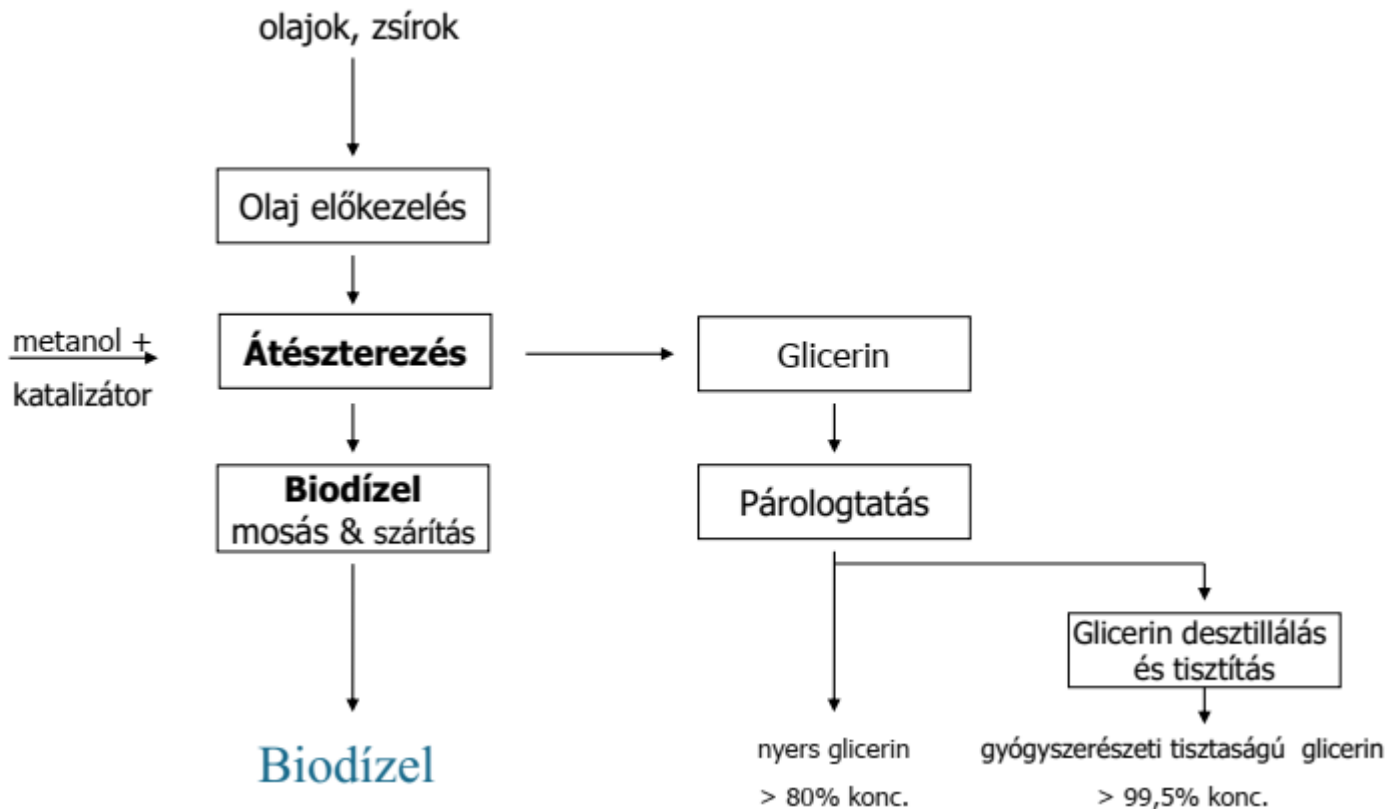 olajok, zsírok
Olaj előkezelés
metanol +
katalizátor
Átészterezés
Glicerin
Biodízel
mosás & szárítás
Párologtatás
Glicerin desztillálás
és tisztítás
Biodízel
nyers glicerin
> 80% konc.
gyógyszerészeti tisztaságú glicerin
> 99,5% konc.